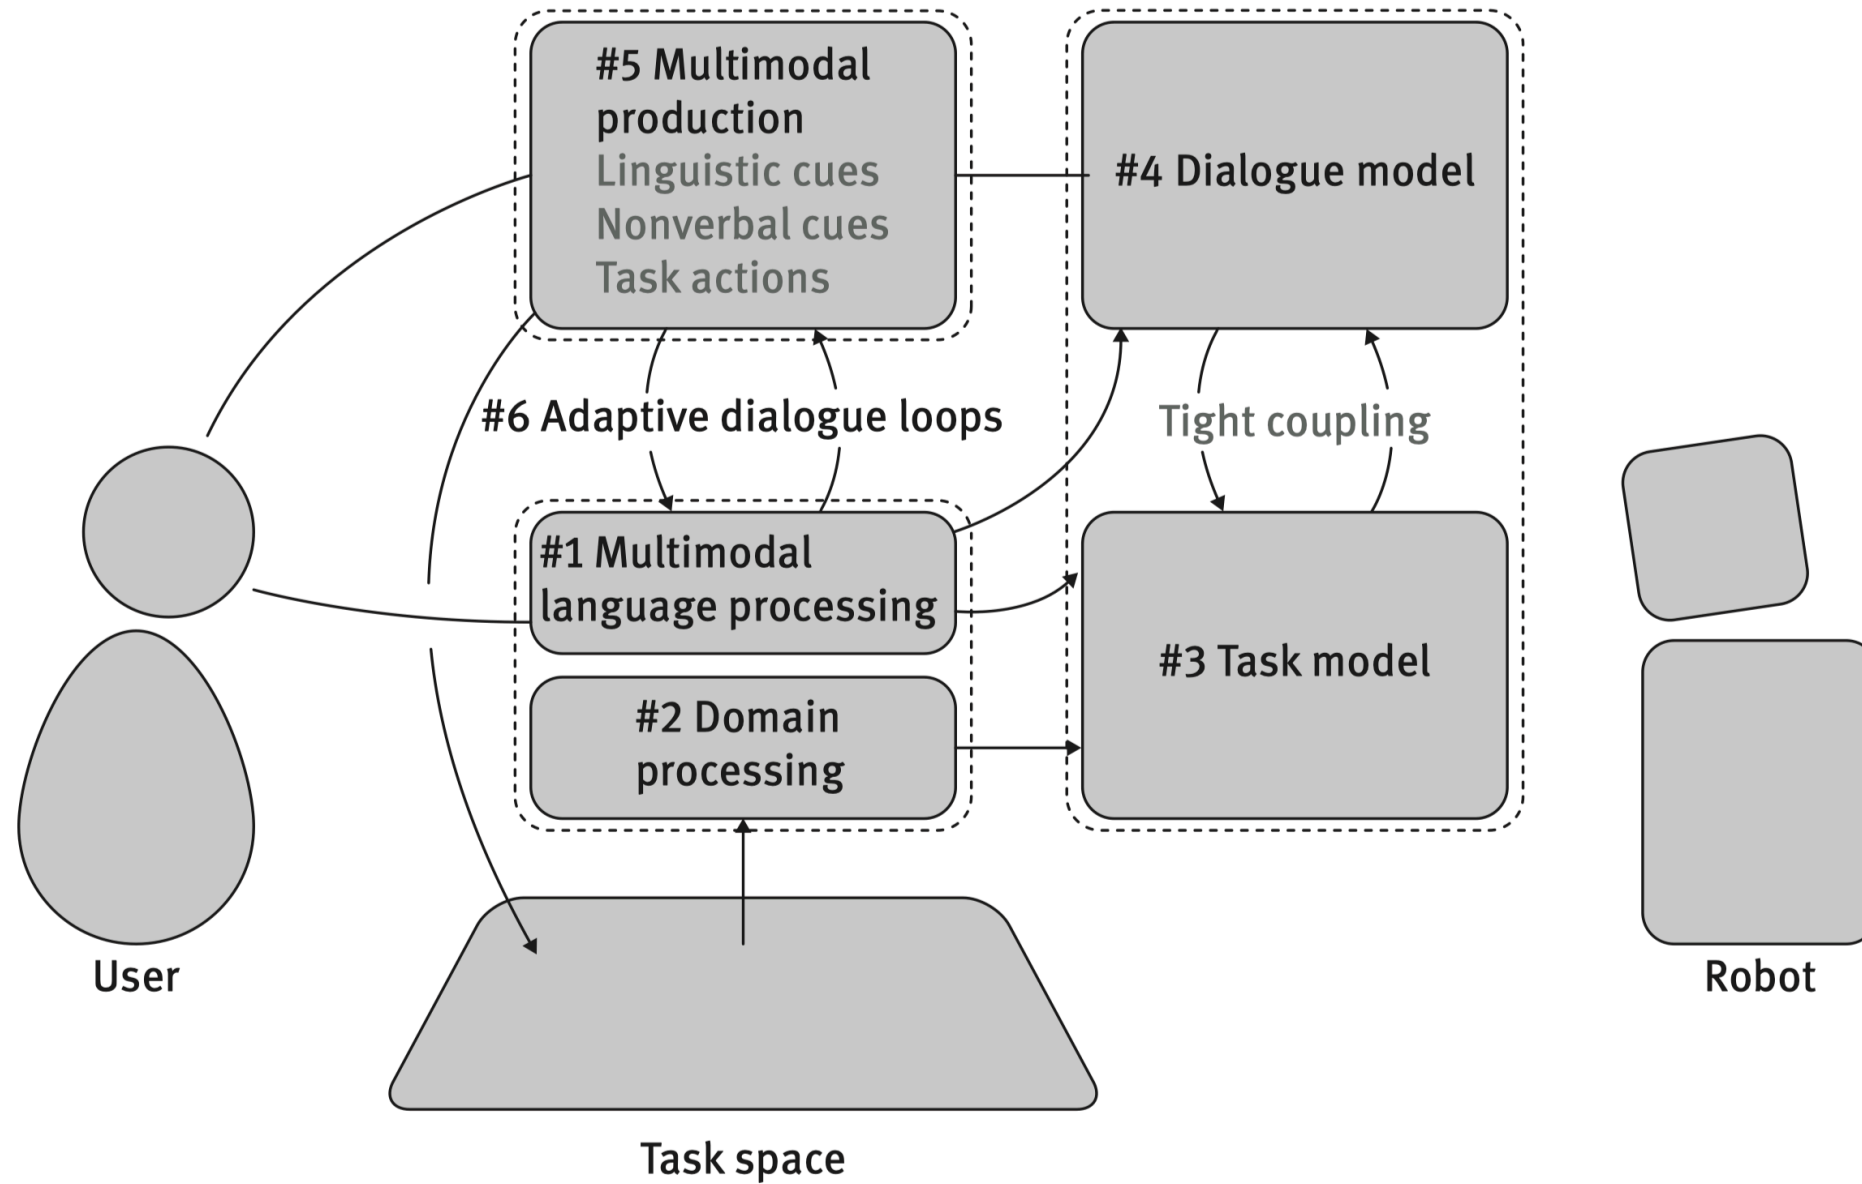 #5 Multimodal
production
Linguistic cues
Nonverbal cues
Task actions
#4 Dialogue model
#6 Adaptive dialogue loops
Tight coupling
#1 Multimodal
language processing
#3 Task model
#2 Domain
processing
User
Robot
Task space